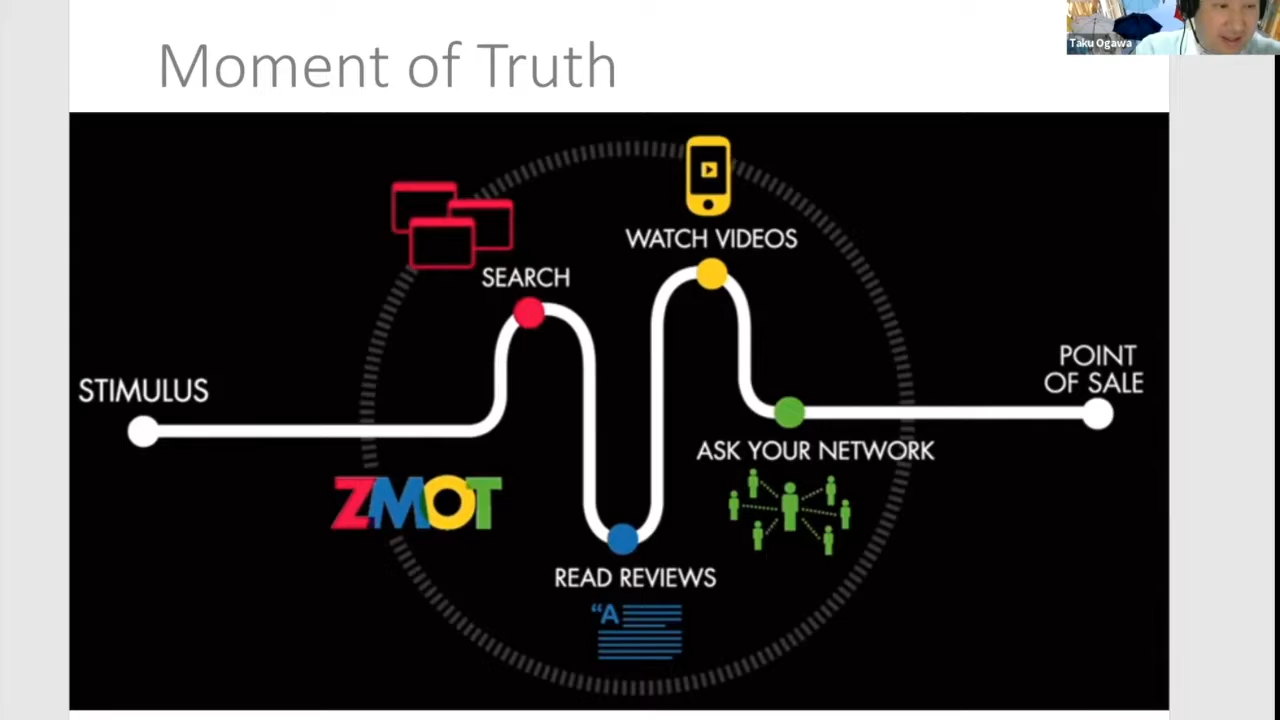 Moment of Truth
Taku Ogawa
WATCH VIDEOS
SEARCH
STIMULUS
POINT
OF SALE
ASK YOUR NETWORK
ZMOT
READ REVIEWS
“A